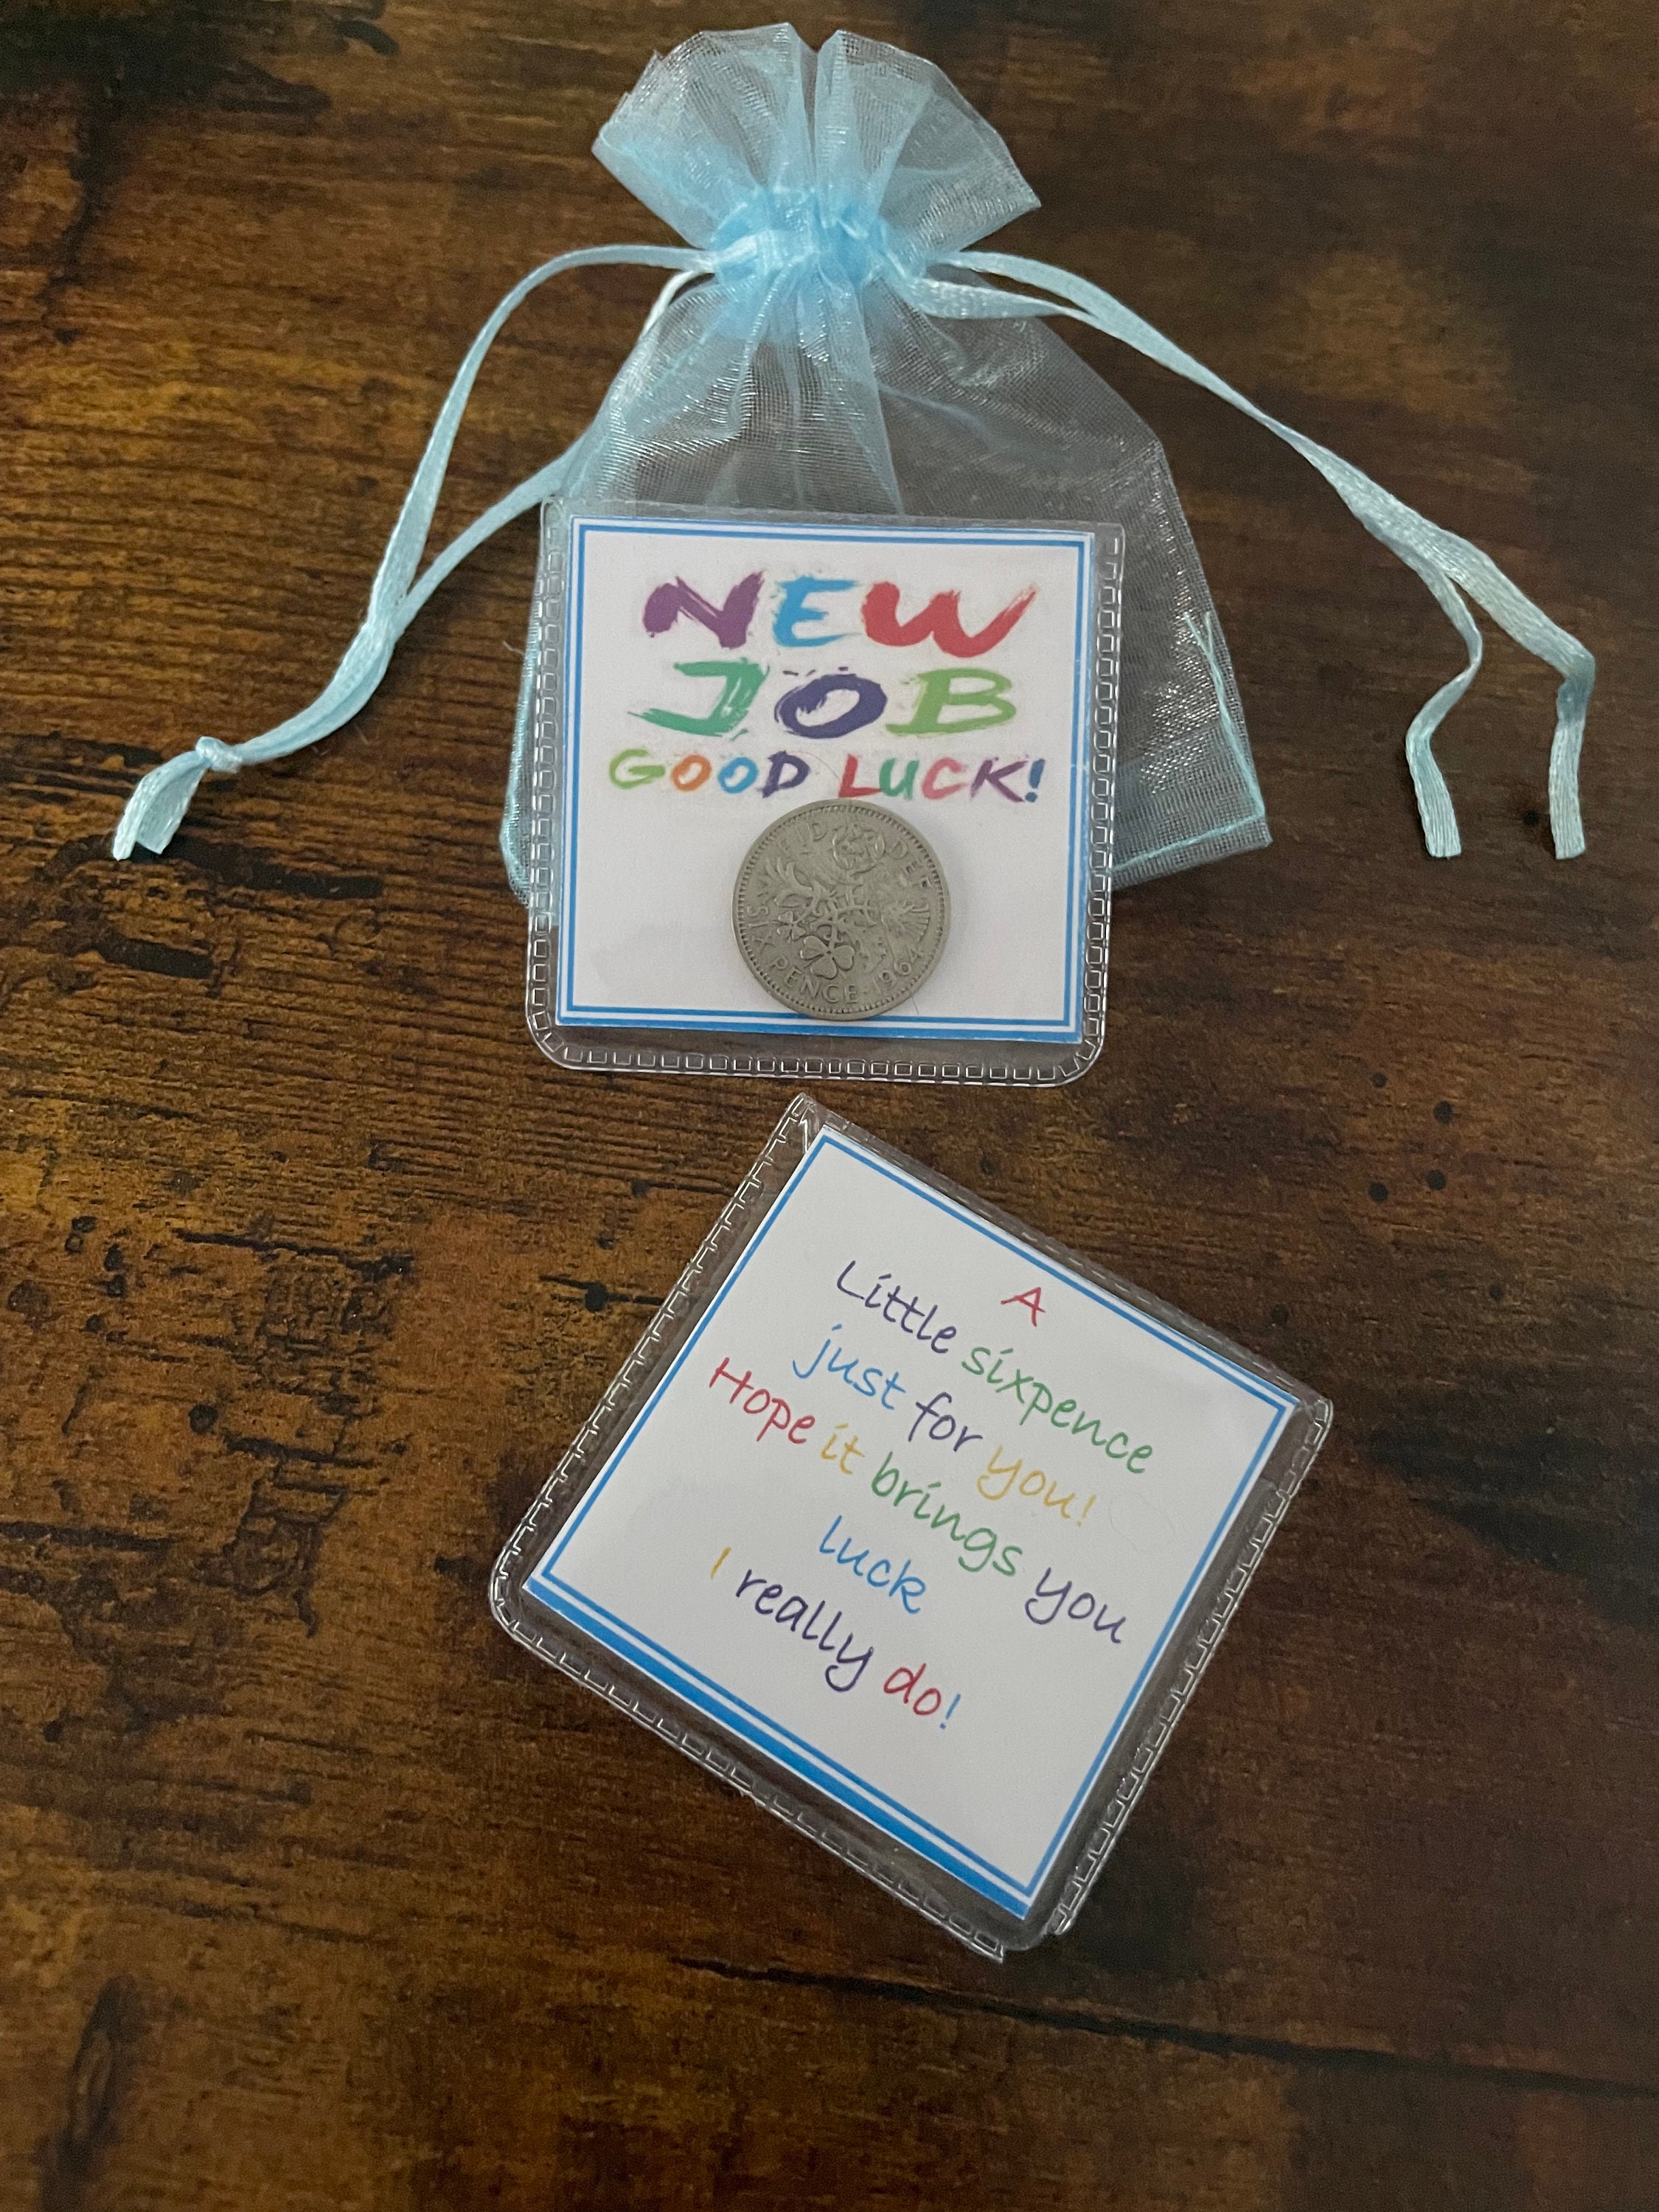 NEW
JOB
GOOD LUCK!
SIX PENCE·1964
A
Little sixpence
just for you!
Hope it brings you
luck
I really do!